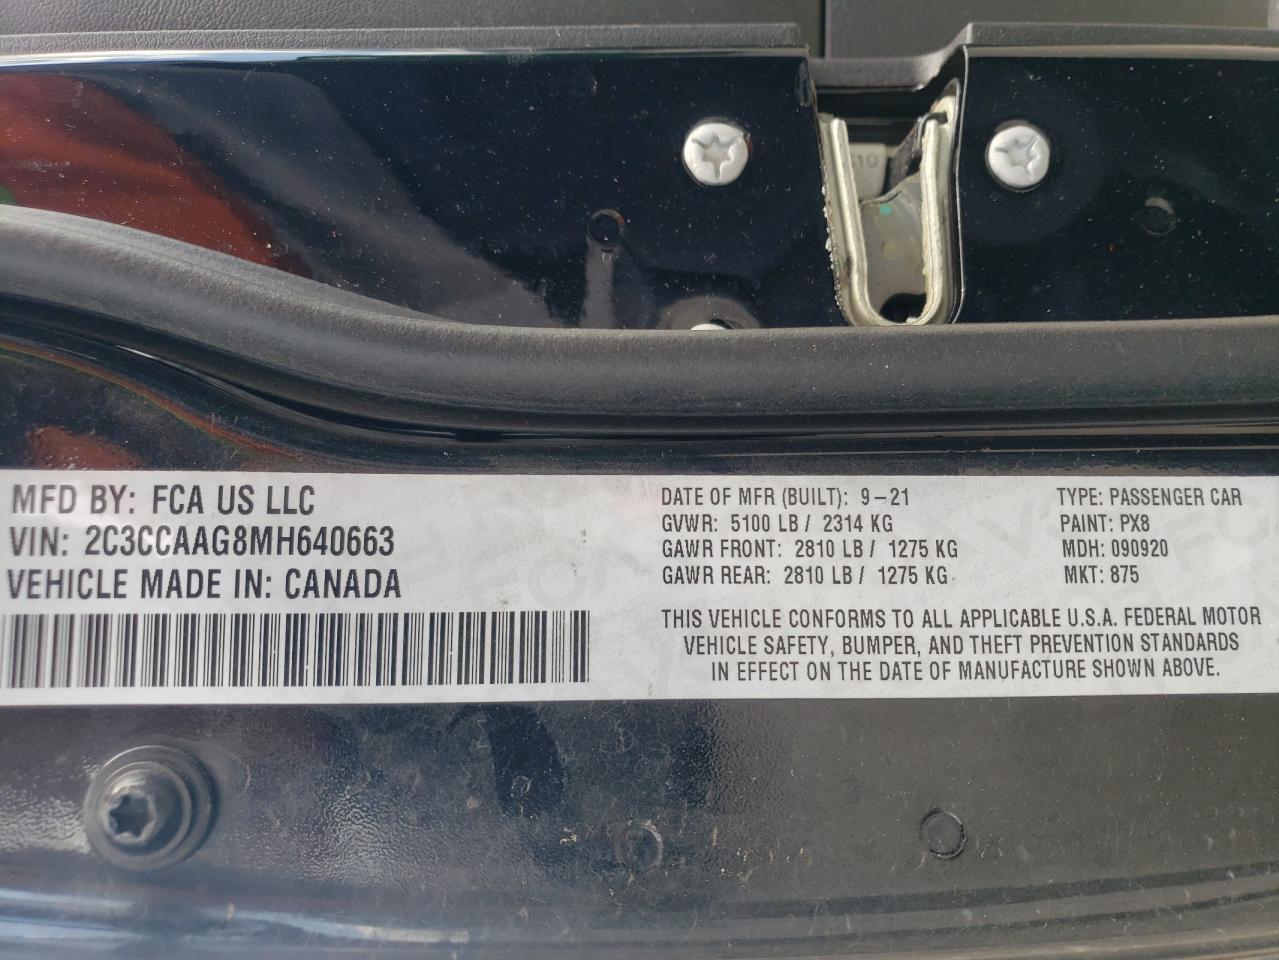 MFD BY: FCA US LLC
VIN: 2C3CCAAG8MH640663
VEHICLE MADE IN: CANADA
DATE OF MFR (BUILT): 9-21
GVWR: 5100 LB / 2314 KG
GAWR FRONT: 2810 LB / 1275 KG
GAWR REAR: 2810 LB / 1275 KG
TYPE: PASSENGER CAR
PAINT: PX8
MDH: 090920
MKT: 875
THIS VEHICLE CONFORMS TO ALL APPLICABLE U.S.A. FEDERAL MOTOR
VEHICLE SAFETY, BUMPER, AND THEFT PREVENTION STANDARDS
IN EFFECT ON THE DATE OF MANUFACTURE SHOWN ABOVE.